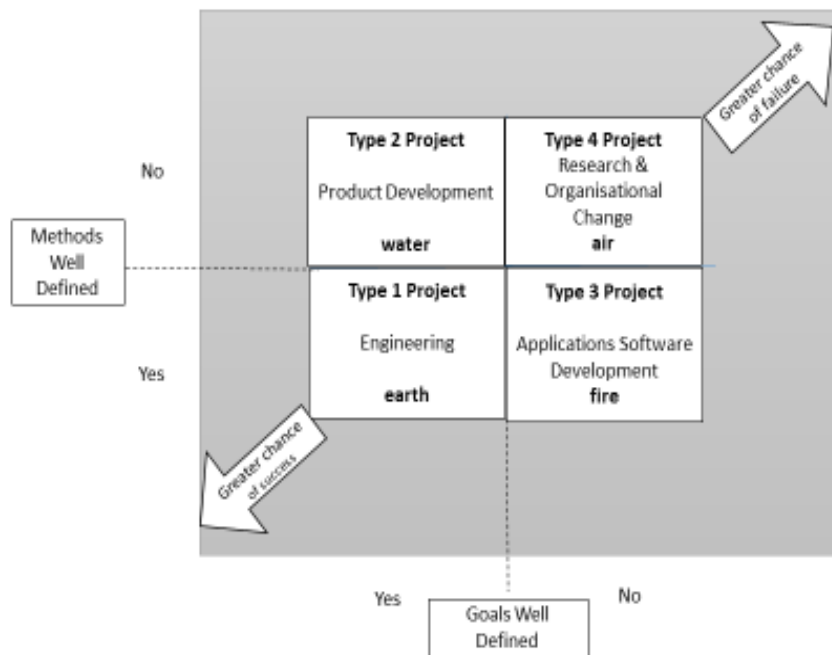 Greater chance
of failure
Type 2 Project
Product Development
water
Type 4 Project
Research &
Organisational
Change
air
No
Methods
Well
Defined
Type 1 Project
Engineering
earth
Type 3 Project
Applications Software
Development
fire
Yes
Greater chance
of success
Yes
No
Goals Well
Defined